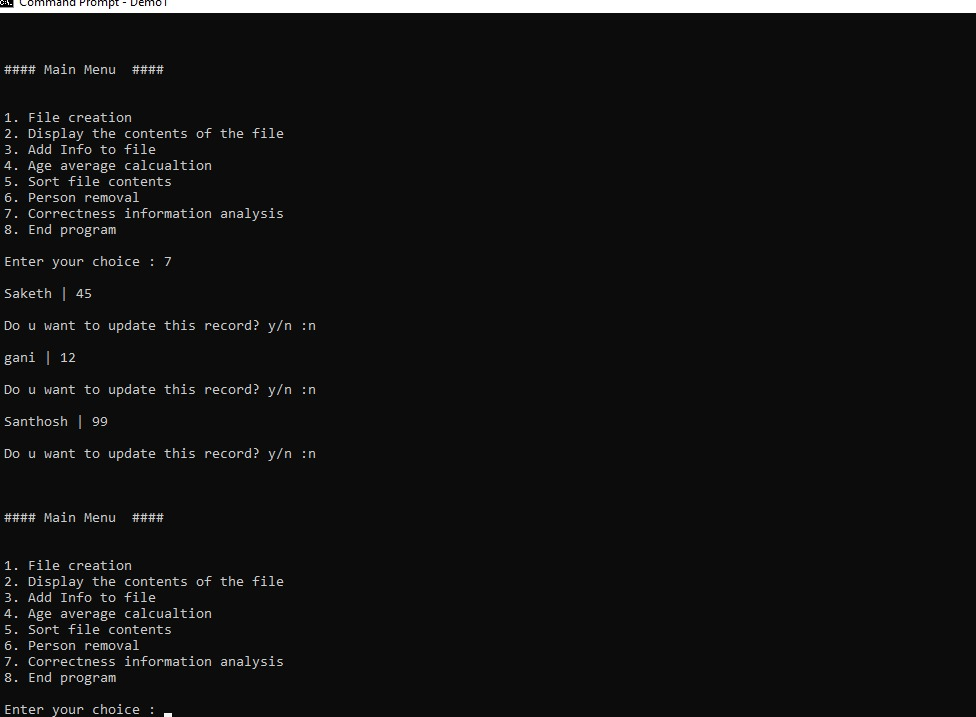 Command Prompt - Demo1
#### Main Menu  ####
1. File creation
2. Display the contents of the file
3. Add Info to file
4. Age average calcualtion
5. Sort file contents
6. Person removal
7. Correctness information analysis
8. End program
Enter your choice : 7
Saketh | 45
Do u want to update this record? y/n :n
gani | 12
Do u want to update this record? y/n :n
Santhosh | 99
Do u want to update this record? y/n :n
#### Main Menu  ####
1. File creation
2. Display the contents of the file
3. Add Info to file
4. Age average calcualtion
5. Sort file contents
6. Person removal
7. Correctness information analysis
8. End program
Enter your choice :